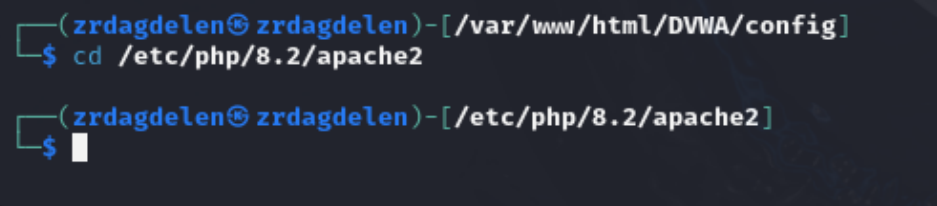 ┌──(zrdagdelen㉿zrdagdelen)-[/var/www/html/DVWA/config]
└─$ cd /etc/php/8.2/apache2
┌──(zrdagdelen㉿zrdagdelen)-[/etc/php/8.2/apache2]
└─$